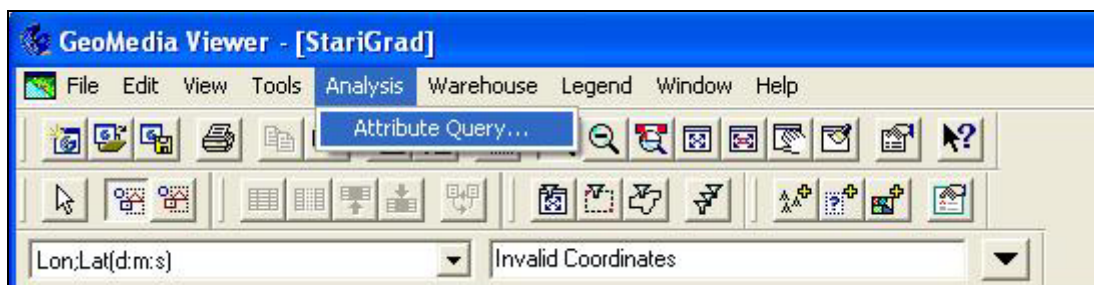 GeoMedia Viewer - [StariGrad]
File Edit View Tools Analysis Warehouse Legend Window Help
Attribute Query...
Lon;Lat(d:m:s) Invalid Coordinates